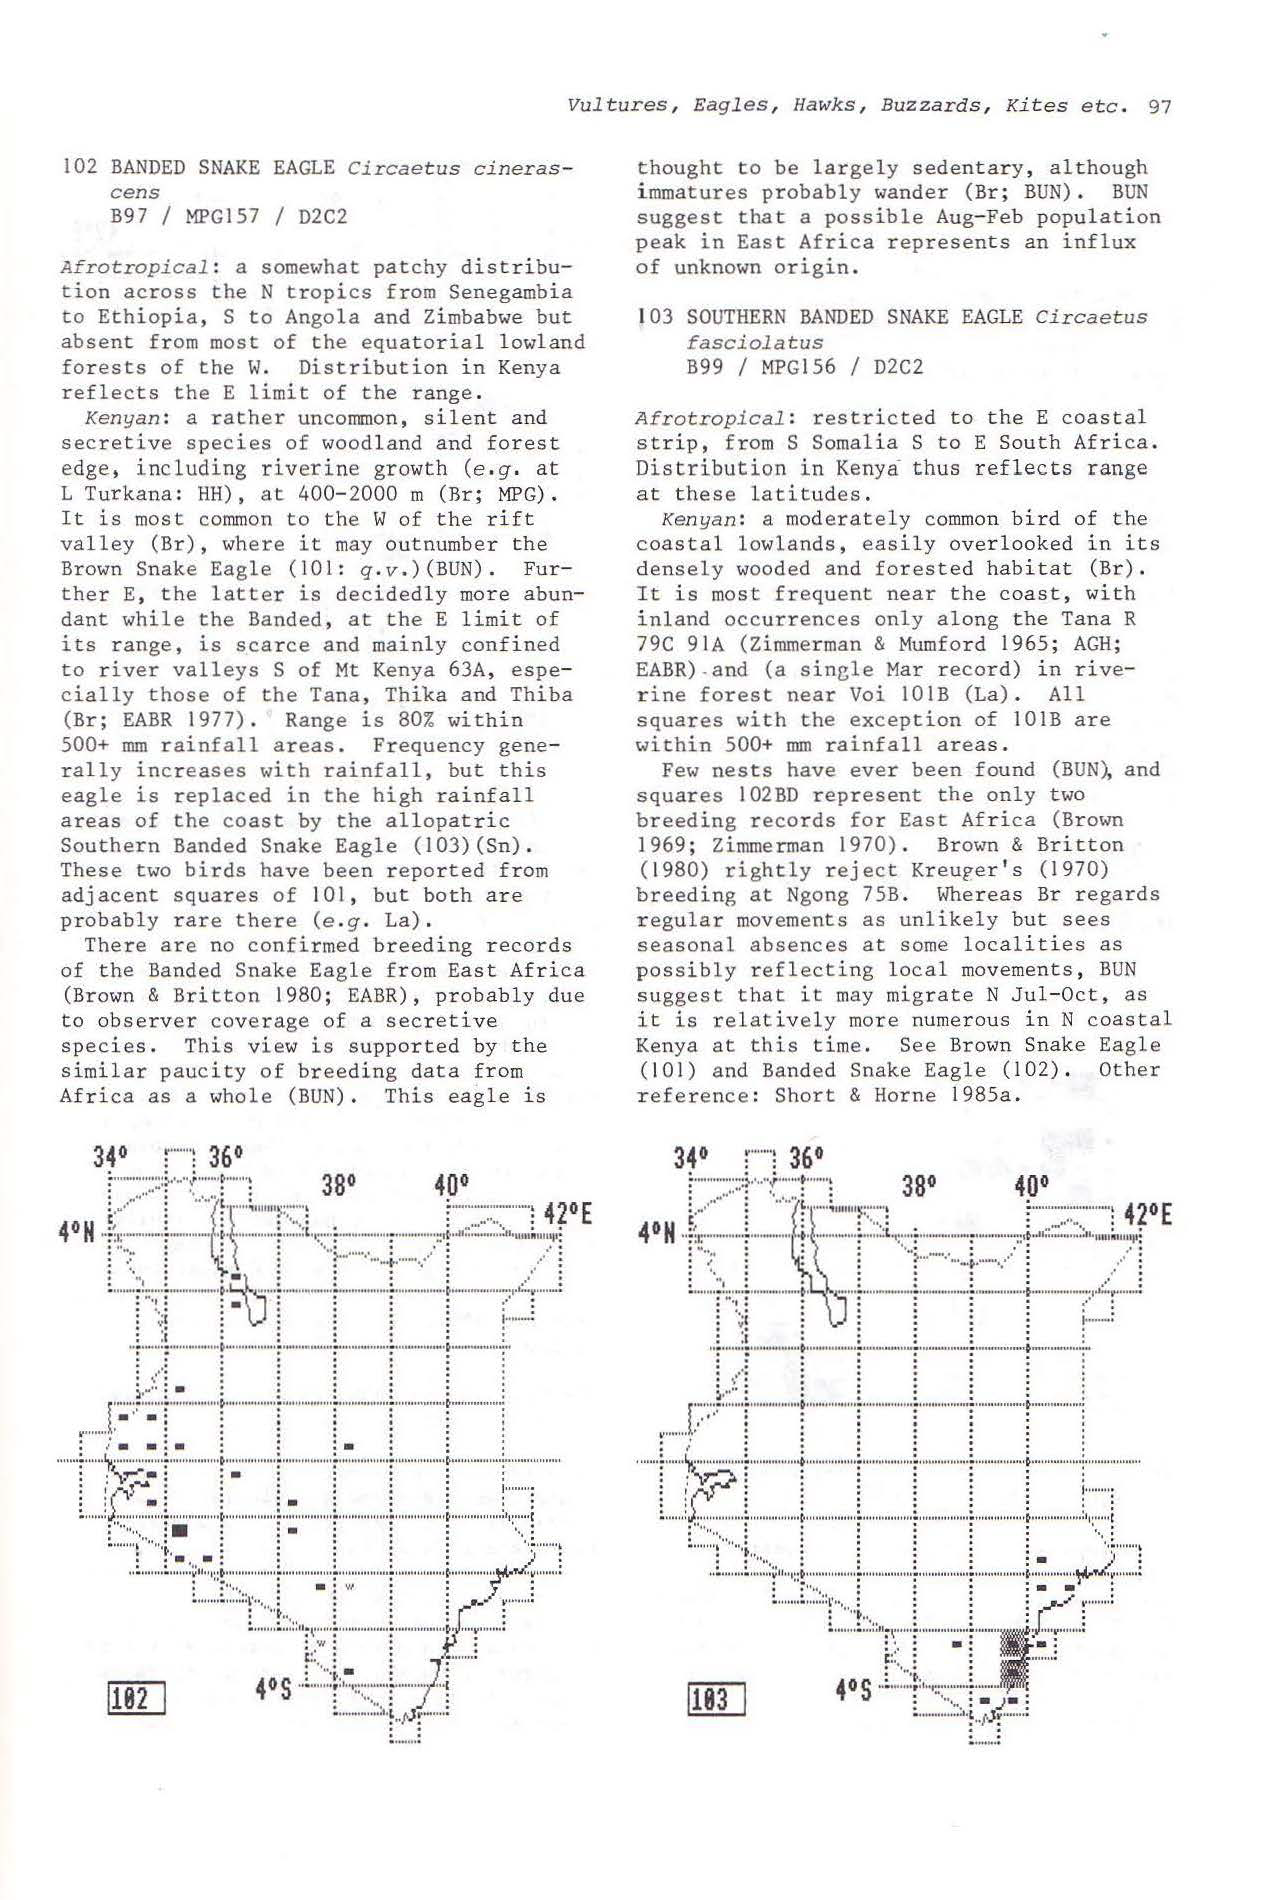 Vultures, Eagles, Hawks, Buzzards, Kites etc. 97
102 BANDED SNAKE EAGLE Circaetus cineras-
cens
B97 / MPG157 / D2C2
Afrotropical: a somewhat patchy distribu-
tion across the N tropics from Senegambia
to Ethiopia, S to Angola and Zimbabwe but
absent from most of the equatorial lowland
forests of the W. Distribution in Kenya
reflects the E limit of the range.
Kenyan: a rather uncommon, silent and
secretive species of woodland and forest
edge, including riverine growth (e.g. at
L Turkana: HH), at 400-2000 m (Br; MPG).
It is most common to the W of the rift
valley (Br), where it may outnumber the
Brown Snake Eagle (101: q.v.)(BUN). Fur-
ther E, the latter is decidedly more abun-
dant while the Banded, at the E limit of
its range, is scarce and mainly confined
to river valleys S of Mt Kenya 63A, espe-
cially those of the Tana, Thika and Thiba
(Br; EABR 1977). Range is 80% within
500+ mm rainfall areas. Frequency gene-
rally increases with rainfall, but this
eagle is replaced in the high rainfall
areas of the coast by the allopatric
Southern Banded Snake Eagle (103)(Sn).
These two birds have been reported from
adjacent squares of 101, but both are
probably rare there (e.g. La).
There are no confirmed breeding records
of the Banded Snake Eagle from East Africa
(Brown & Britton 1980; EABR), probably due
to observer coverage of a secretive
species. This view is supported by the
similar paucity of breeding data from
Africa as a whole (BUN). This eagle is
thought to be largely sedentary, although
immatures probably wander (Br; BUN). BUN
suggest that a possible Aug-Feb population
peak in East Africa represents an influx
of unknown origin.
103 SOUTHERN BANDED SNAKE EAGLE Circaetus
fasciolatus
B99 / MPG156 / D2C2
Afrotropical: restricted to the E coastal
strip, from S Somalia S to E South Africa.
Distribution in Kenya thus reflects range
at these latitudes.
Kenyan: a moderately common bird of the
coastal lowlands, easily overlooked in its
densely wooded and forested habitat (Br).
It is most frequent near the coast, with
inland occurrences only along the Tana R
79C 91A (Zimmerman & Mumford 1965; AGH;
EABR) and (a single Mar record) in rive-
rine forest near Voi 101B (La). All
squares with the exception of 101B are
within 500+ mm rainfall areas.
Few nests have ever been found (BUN), and
squares 102BD represent the only two
breeding records for East Africa (Brown
1969; Zimmerman 1970). Brown & Britton
(1980) rightly reject Kreuger's (1970)
breeding at Ngong 75B. Whereas Br regards
regular movements as unlikely but sees
seasonal absences at some localities as
possibly reflecting local movements, BUN
suggest that it may migrate N Jul-Oct, as
it is relatively more numerous in N coastal
Kenya at this time. See Brown Snake Eagle
(101) and Banded Snake Eagle (102). Other
reference: Short & Horne 1985a.
34° 36°
38° 40°
42°E
4°N
W
W
4°S
102
34° 36°
38° 40°
42°E
4°N
4°S
103